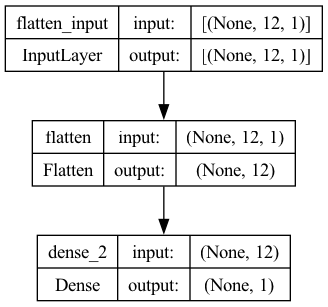 flatten_input input: [(None, 12, 1)]
InputLayer output: [(None, 12, 1)]
flatten input: (None, 12, 1)
Flatten output: (None, 12)
dense_2 input: (None, 12)
Dense output: (None, 1)